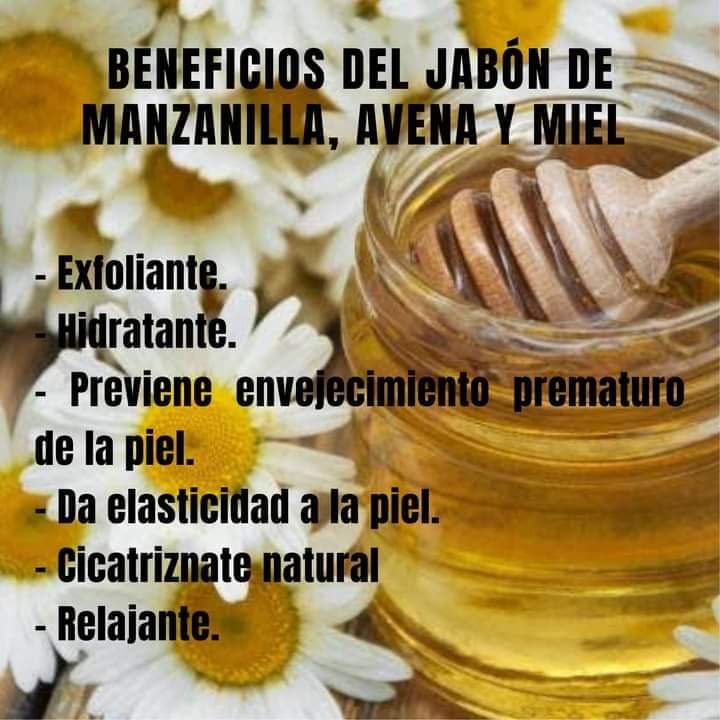 BENEFICIOS DEL JABÓN DE
MANZANILLA, AVENA Y MIEL
- Exfoliante.
- Hidratante.
- Previene envejecimiento prematuro
de la piel.
- Da elasticidad a la piel.
- Cicatriznate natural
- Relajante.